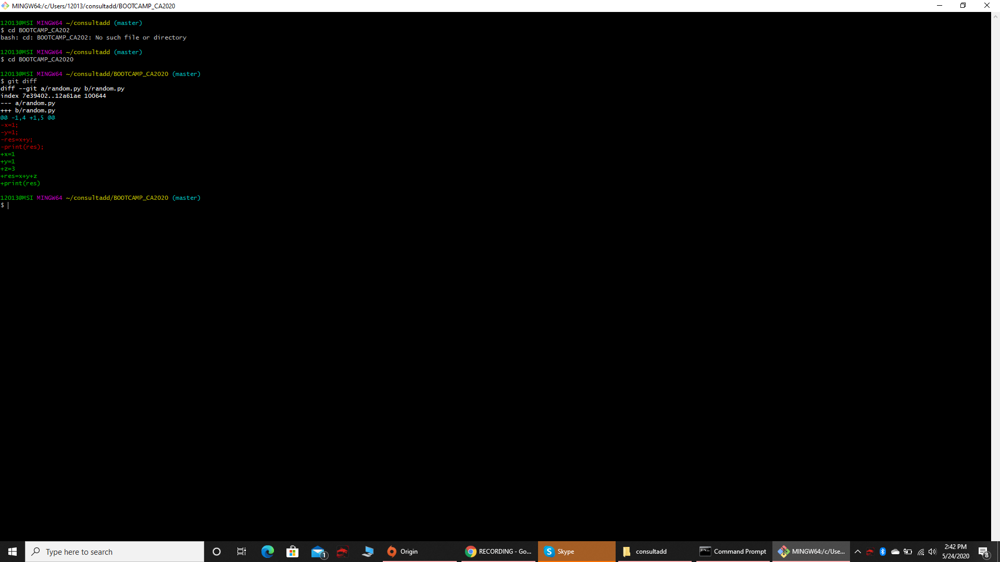 MINGW64:/c/Users/12013/consultadd/BOOTCAMP_CA2020
12013@MSI MINGW64 ~/consultadd (master)
$ cd BOOTCAMP_CA202
bash: cd: BOOTCAMP_CA202: No such file or directory
12013@MSI MINGW64 ~/consultadd (master)
$ cd BOOTCAMP_CA2020
12013@MSI MINGW64 ~/consultadd/BOOTCAMP_CA2020 (master)
$ git diff
diff --git a/random.py b/random.py
index 7e39402..12a61ae 100644
--- a/random.py
+++ b/random.py
@@ -1,4 +1,5 @@
-x=1;
-y=1;
-res=x+y;
-print(res);
+x=1
+y=1
+z=3
+res=x+y+z
+print(res)
12013@MSI MINGW64 ~/consultadd/BOOTCAMP_CA2020 (master)
$
Type here to search
1
Origin
RECORDING - Go...
Skype
consultadd
Command Prompt
MINGW64:/c/Use...
2:42 PM
5/24/2020
8